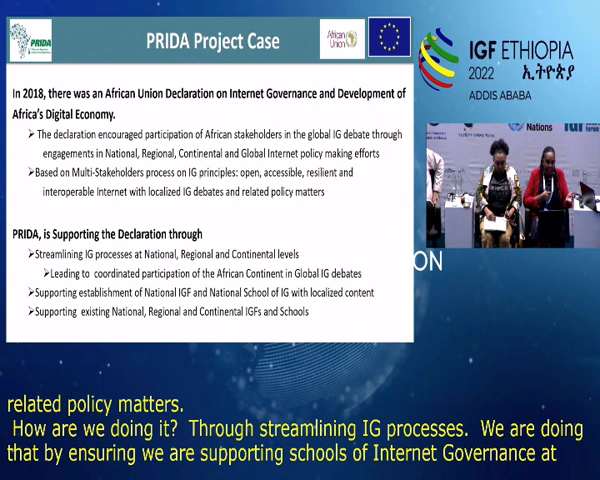 PRIDA
PRIDA Project Case
African
Union
In 2018, there was an African Union Declaration on Internet Governance and Development of
Africa's Digital Economy.
➢ The declaration encouraged participation of African stakeholders in the global IG debate through
engagements in National, Regional, Continental and Global Internet policy making efforts
➢Based on Multi-Stakeholders process on IG principles: open, accessible, resilient and
interoperable Internet with localized IG debates and related policy matters
PRIDA, is Supporting the Declaration through
➢Streamlining IG processes at National, Regional and Continental levels
➢Leading to coordinated participation of the African Continent in Global IG debates
➢Supporting establishment of National IGF and National School of IG with localized content
➢Supporting existing National, Regional and Continental IGFs and Schools
IGF ETHIOPIA
2022 ኢትዮጵያ
ADDIS ABABA
Nations
ION
related policy matters.
How are we doing it? Through streamlining IG processes. We are doing
that by ensuring we are supporting schools of Internet Governance at